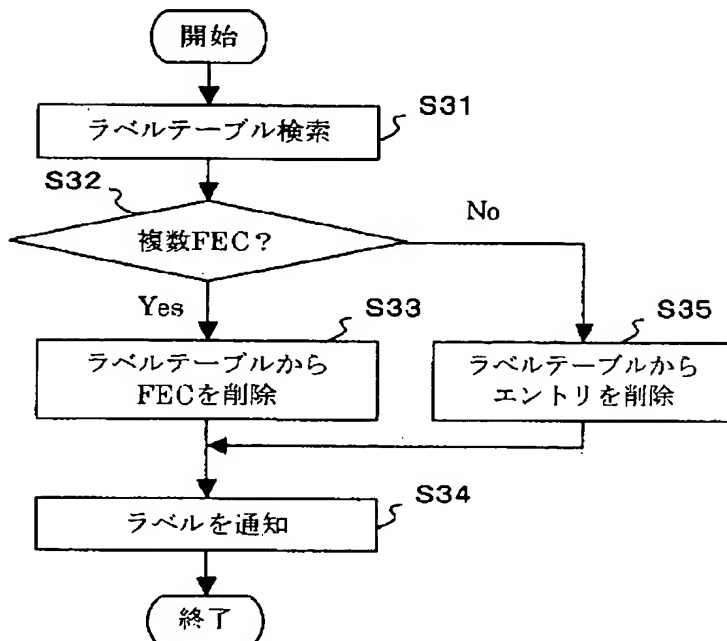 開始
S31
ラベルテーブル検索
S32
複数FEC?
No
Yes
S33
ラベルテーブルから
FECを削除
S35
ラベルテーブルから
エントリを削除
S34
ラベルを通知
終了